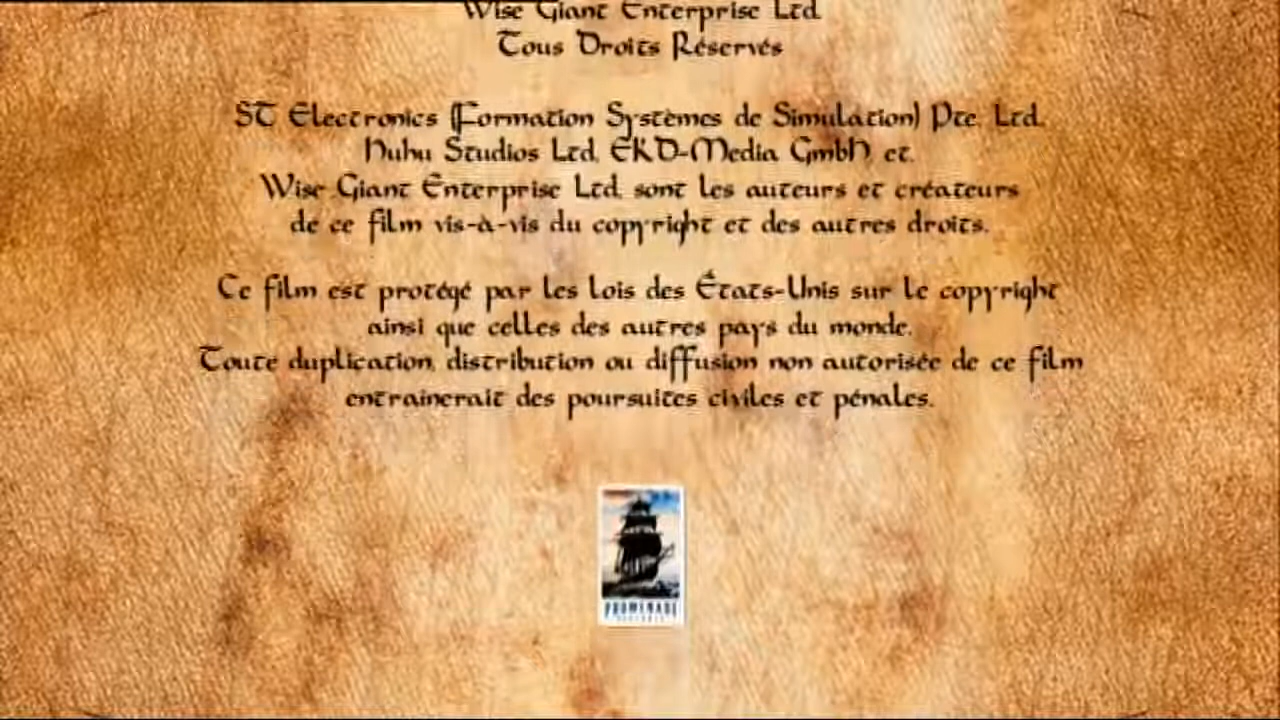 Wise Giant Enterprise Ltd.
Tous Droits Réservés
ST Electronics (Formation Systèmes de Simulation) Pte. Ltd.
Huhu Studios Ltd, EKD-Media GmbH, et.
Wise Giant Enterprise Ltd. sont les auteurs et créateurs
de ce film vis-à-vis du copyright et des autres droits.
Ce film est protégé par les lois des États-Unis sur le copyright
ainsi que celles des autres pays du monde.
Toute duplication, distribution ou diffusion non autorisée de ce film
entrainerait des poursuites civiles et pénales.
PROMENADE